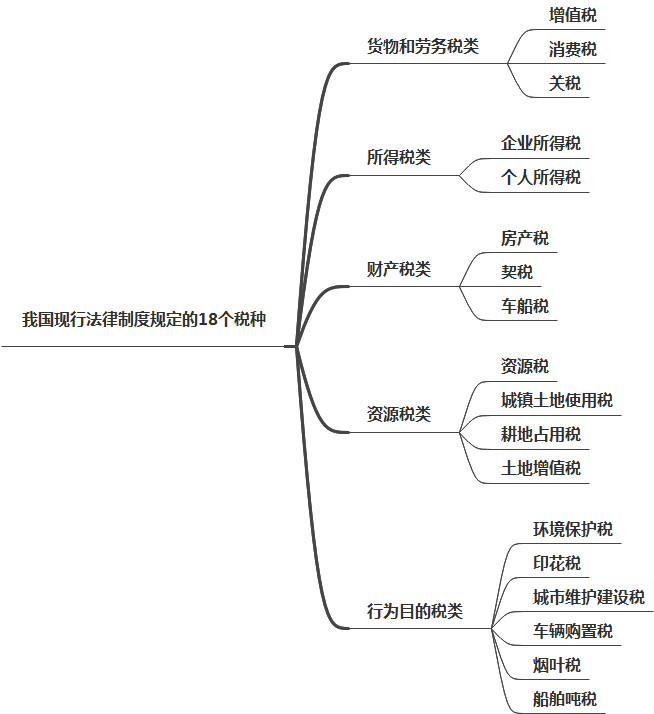 我国现行法律制度规定的18个税种
货物和劳务税类
增值税
消费税
关税
所得税类
企业所得税
个人所得税
财产税类
房产税
契税
车船税
资源税类
资源税
城镇土地使用税
耕地占用税
土地增值税
行为目的税类
环境保护税
印花税
城市维护建设税
车辆购置税
烟叶税
船舶吨税